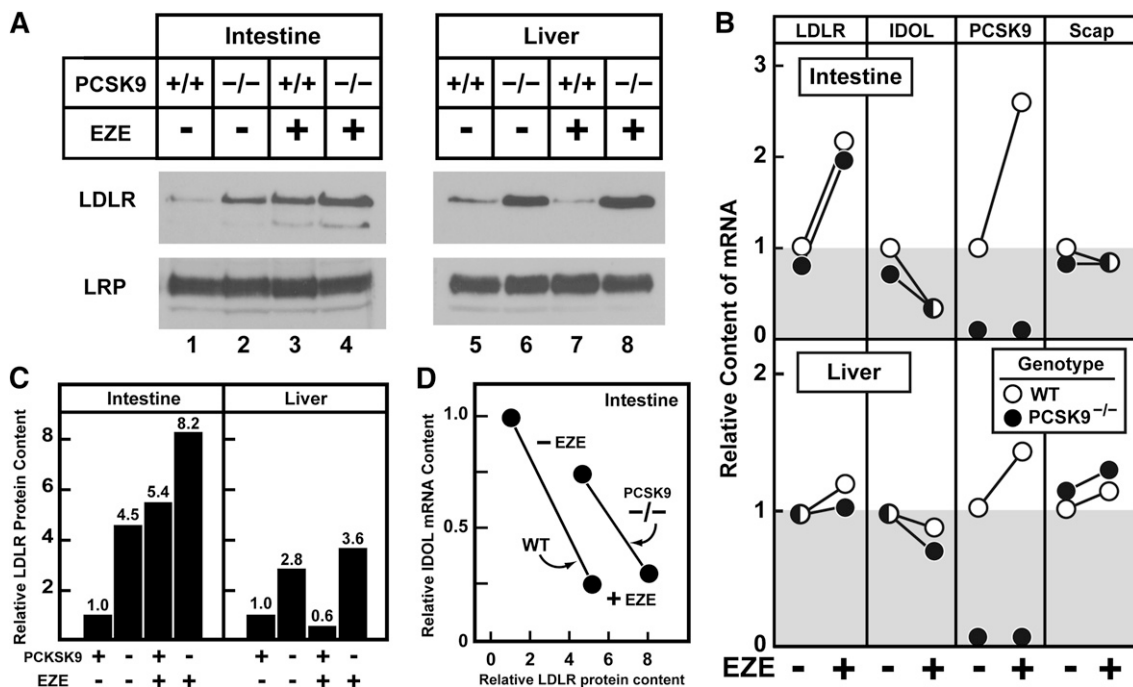 A
Intestine
Liver
PCSK9 +/+ −/− +/+ −/− +/+ −/− +/+ −/−
EZE - - + + - - + +
LDLR
LRP
1 2 3 4 5 6 7 8
B
LDLR IDOL PCSK9 Scap
Relative Content of mRNA
3
Intestine
2
1
0
2
Liver
Genotype
WT
PCSK9−/−
1
0
EZE - + - + - + - +
C
Relative LDLR Protein Content
Intestine Liver
8
6
4
2
1.0 4.5 5.4 8.2 1.0 2.8 0.6 3.6
PCKSK9 + - + - + - + -
EZE - - + + - - + +
D
Relative IDOL mRNA Content
Intestine
1.0
0.5
0
− EZE
PCSK9
−/−
WT
+ EZE
0 2 4 6 8
Relative LDLR protein content